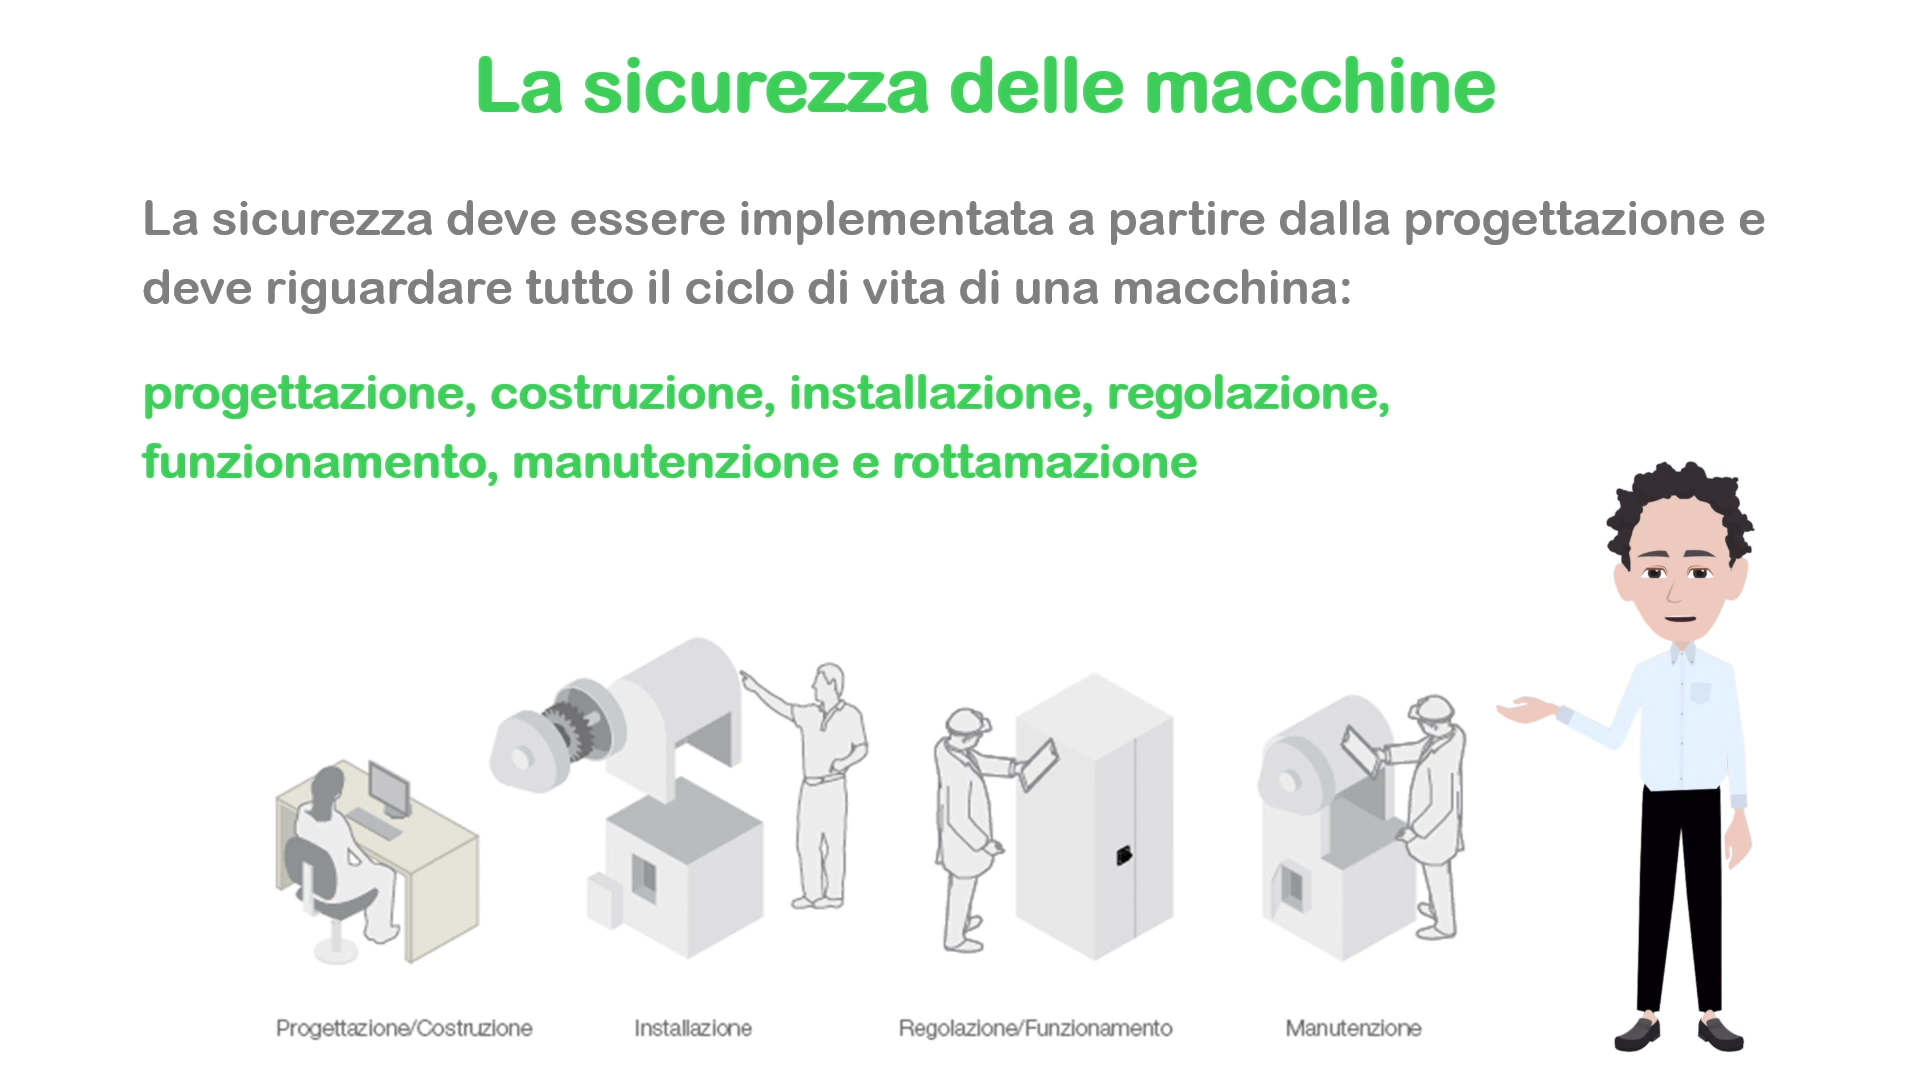 La sicurezza delle macchine
La sicurezza deve essere implementata a partire dalla progettazione e
deve riguardare tutto il ciclo di vita di una macchina:
progettazione, costruzione, installazione, regolazione,
funzionamento, manutenzione e rottamazione
Progettazione/Costruzione
Installazione
Regolazione/Funzionamento
Manutenzione